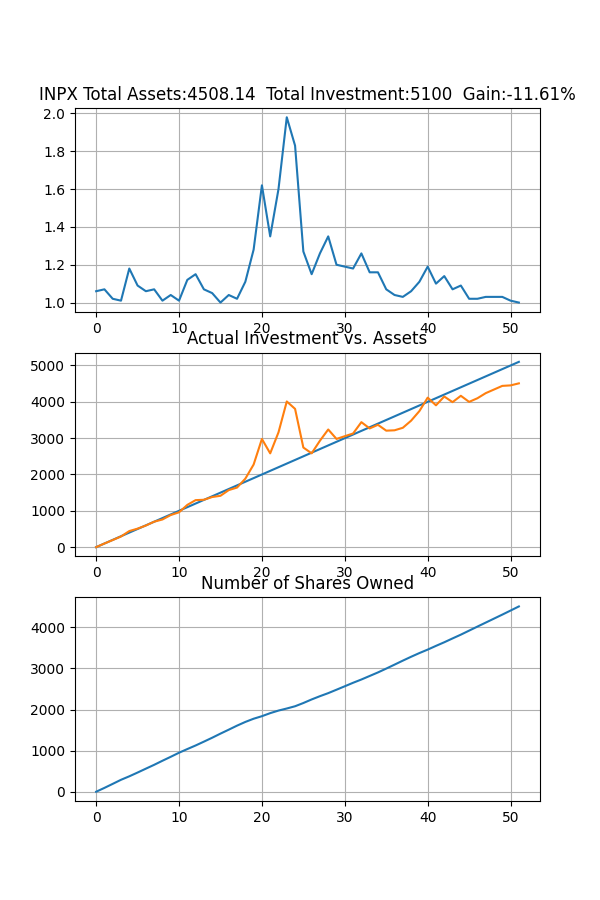 INPX Total Assets:4508.14  Total Investment:5100  Gain:-11.61%
2.0
1.8
1.6
1.4
1.2
1.0
0 10 20 30 40 50
Actual Investment vs. Assets
5000
4000
3000
2000
1000
0
0 10 20 30 40 50
Number of Shares Owned
4000
3000
2000
1000
0
0 10 20 30 40 50